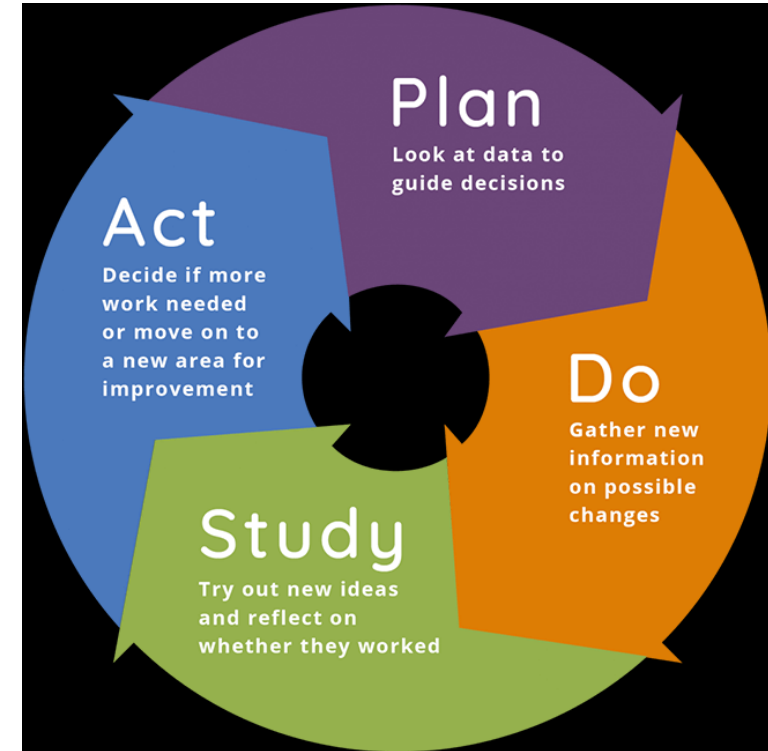 Plan
Look at data to
guide decisions
Do
Gather new
information
on possible
changes
Study
Try out new ideas
and reflect on
whether they worked
Act
Decide if more
work needed
or move on to
a new area for
improvement